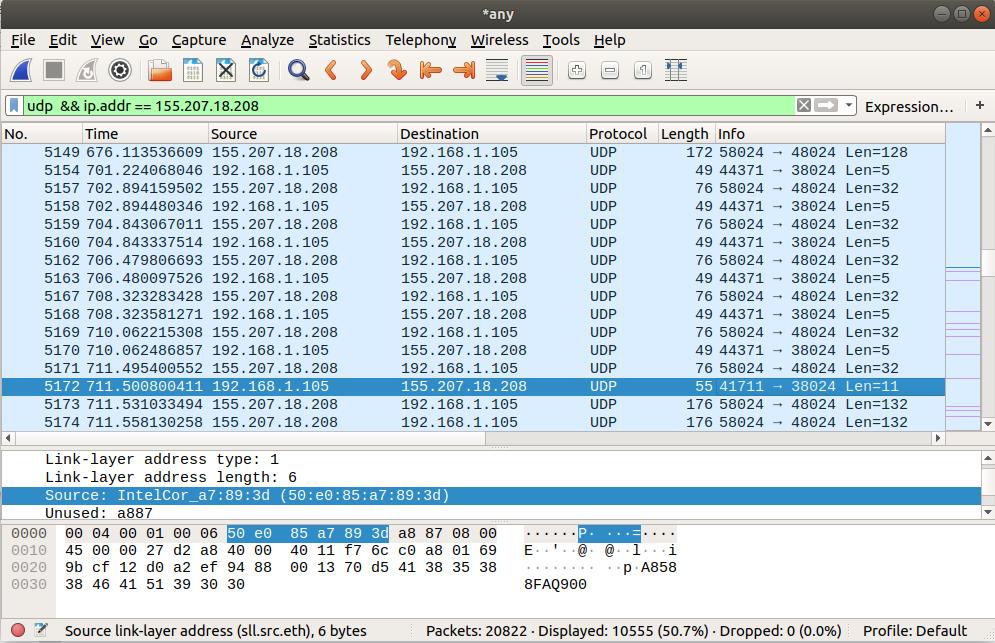 *any
File Edit View Go Capture Analyze Statistics Telephony Wireless Tools Help
udp && ip.addr == 155.207.18.208 Expression… +
No. Time Source Destination Protocol Length Info
5149 676.113536609 155.207.18.208 192.168.1.105 UDP 172 58024 → 48024 Len=128
5154 701.224068046 192.168.1.105 155.207.18.208 UDP 49 44371 → 38024 Len=5
5157 702.894159502 155.207.18.208 192.168.1.105 UDP 76 58024 → 48024 Len=32
5158 702.894480346 192.168.1.105 155.207.18.208 UDP 49 44371 → 38024 Len=5
5159 704.843067011 155.207.18.208 192.168.1.105 UDP 76 58024 → 48024 Len=32
5160 704.843337514 192.168.1.105 155.207.18.208 UDP 49 44371 → 38024 Len=5
5162 706.479806693 155.207.18.208 192.168.1.105 UDP 76 58024 → 48024 Len=32
5163 706.480097526 192.168.1.105 155.207.18.208 UDP 49 44371 → 38024 Len=5
5167 708.323283428 155.207.18.208 192.168.1.105 UDP 76 58024 → 48024 Len=32
5168 708.323581271 192.168.1.105 155.207.18.208 UDP 49 44371 → 38024 Len=5
5169 710.062215308 155.207.18.208 192.168.1.105 UDP 76 58024 → 48024 Len=32
5170 710.062486857 192.168.1.105 155.207.18.208 UDP 49 44371 → 38024 Len=5
5171 711.495400552 155.207.18.208 192.168.1.105 UDP 76 58024 → 48024 Len=32
5172 711.500800411 192.168.1.105 155.207.18.208 UDP 55 41711 → 38024 Len=11
5173 711.531033494 155.207.18.208 192.168.1.105 UDP 176 58024 → 48024 Len=132
5174 711.558130258 155.207.18.208 192.168.1.105 UDP 176 58024 → 48024 Len=132
Link-layer address type: 1
Link-layer address length: 6
Source: IntelCor_a7:89:3d (50:e0:85:a7:89:3d)
Unused: a887
0000 00 04 00 01 00 06 50 e0 85 a7 89 3d a8 87 08 00 ······P· ···=····
0010 45 00 00 27 d2 a8 40 00 40 11 f7 6c c0 a8 01 69 E··'··@· @··l···i
0020 9b cf 12 d0 a2 ef 94 88 00 13 70 d5 41 38 35 38 ········ ··p·A858
0030 38 46 41 51 39 30 30 8FAQ900
Source link-layer address (sll.src.eth), 6 bytes Packets: 20822 · Displayed: 10555 (50.7%) · Dropped: 0 (0.0%) Profile: Default